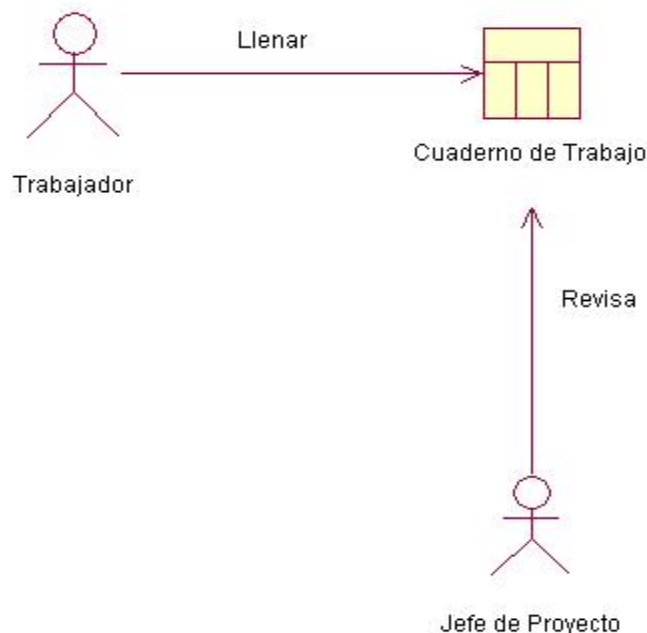 Llenar
Cuaderno de Trabajo
Trabajador
Revisa
Jefe de Proyecto